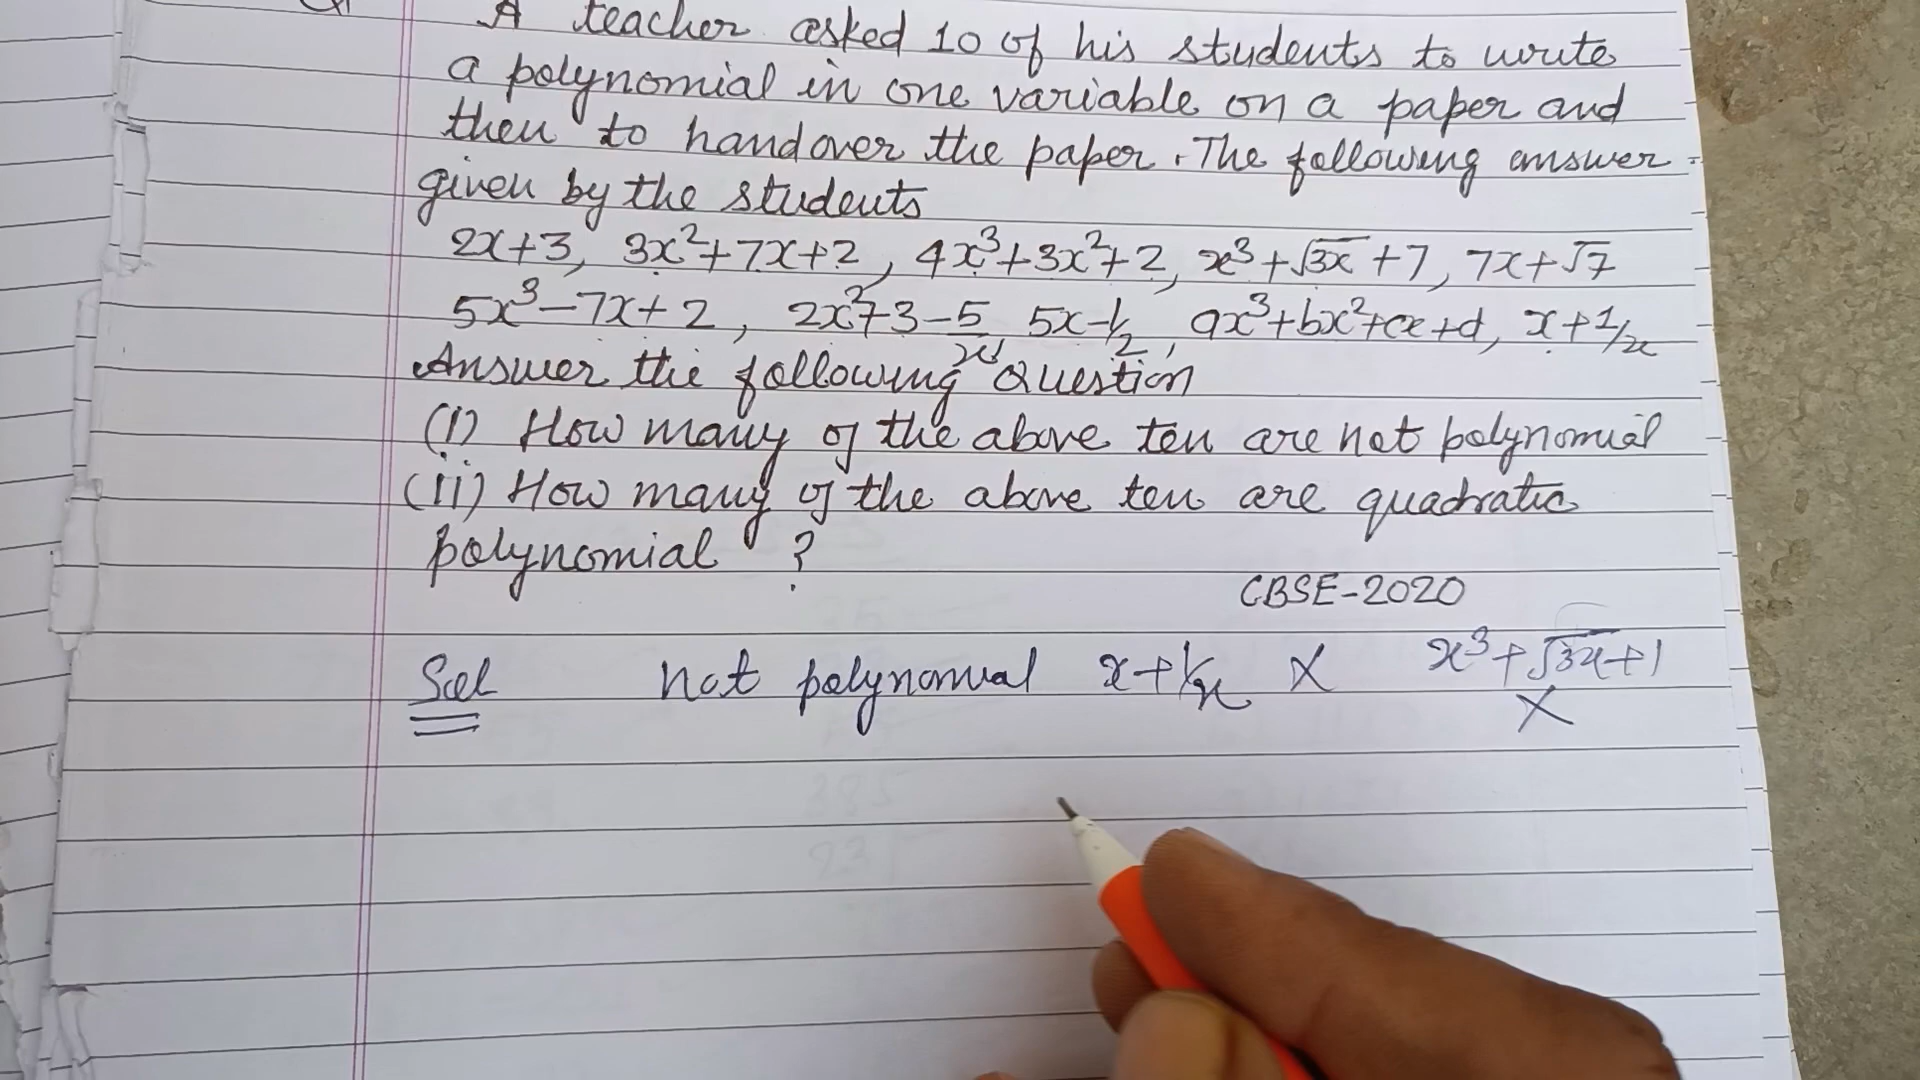 Q1 A teacher asked 10 of his students to write
a polynomial in one variable on a paper and
then to handover the paper. The following answer
given by the students
2x+3, 3x²+7x+2, 4x³+3x²+2, x³+√3x+7, 7x+√7
5x³-7x+2, 2x²+3-5/x 5x-1/2, ax³+bx²+cx+d, x+1/x
Answer the following Question
(I) How many of the above ten are not polynomial
(II) How many of the above ten are quadratic
polynomial ?
CBSE-2020
Sol not polynomial x+1/x X x³+√3x+1
X